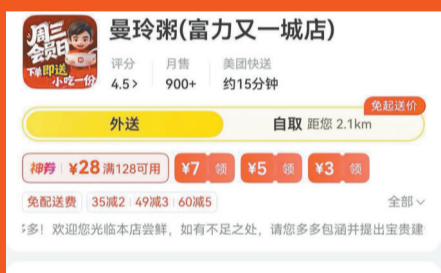 周三
会员日
下单即送
小吃一份
曼玲粥(富力又一城店)
评分 月售 美团快送
4.5> 900+ 约15分钟
免起送价
外送 自取 距您 2.1km
神券 ¥28 满128可用 ¥7 领 ¥5 领 ¥3 领
免配送费 35减2 49减3 60减5 全部
多！欢迎您光临本店尝鲜，如有不足之处，请您多多包涵并提出宝贵建